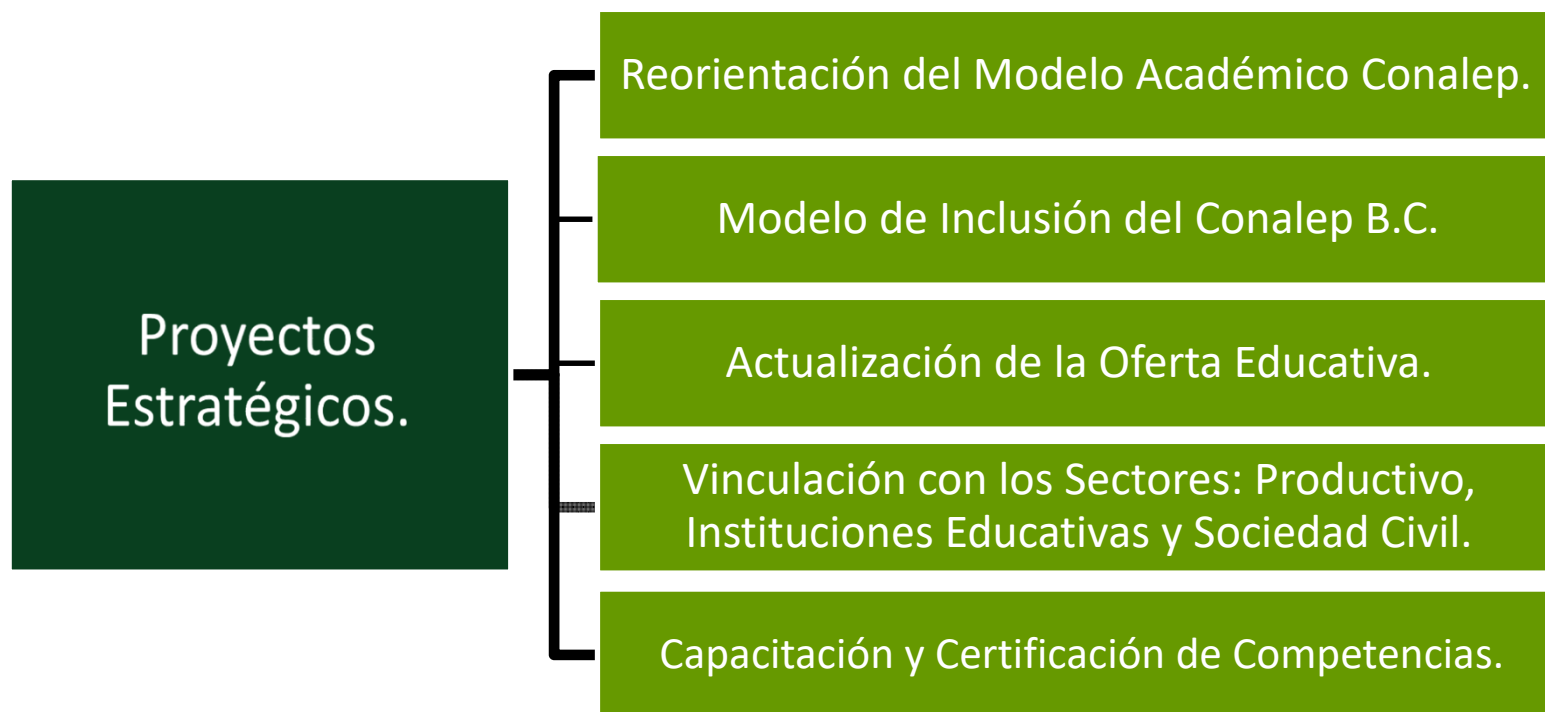 Proyectos
Estratégicos.
Reorientación del Modelo Académico Conalep.
Modelo de Inclusión del Conalep B.C.
Actualización de la Oferta Educativa.
Vinculación con los Sectores: Productivo,
Instituciones Educativas y Sociedad Civil.
Capacitación y Certificación de Competencias.